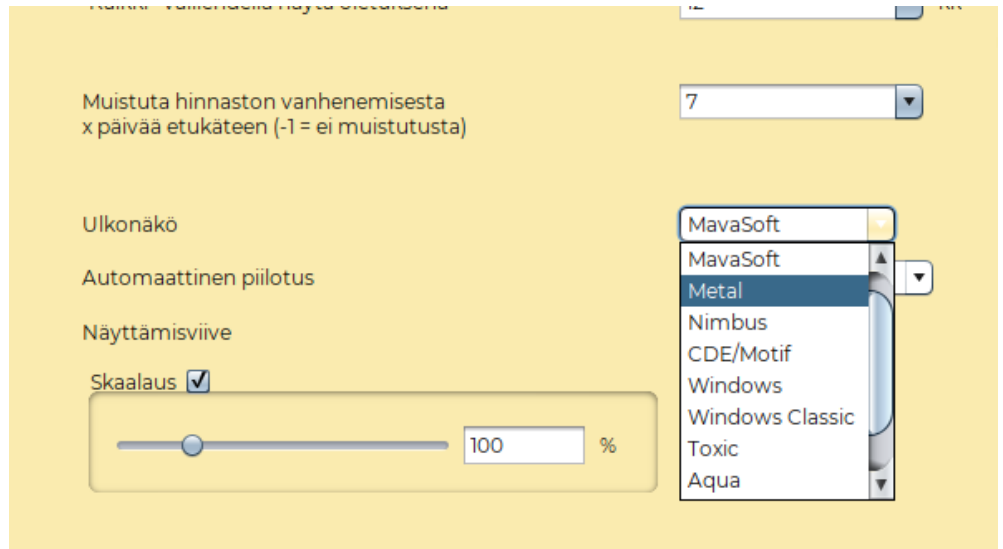 Muistuta hinnaston vanhenemisesta
x päivää etukäteen (-1 = ei muistutusta)
7
Ulkonäkö
MavaSoft
MavaSoft
Automaattinen piilotus
Metal
Nimbus
Näyttämisviive
CDE/Motif
Skaalaus
Windows
Windows Classic
100
%
Toxic
Aqua